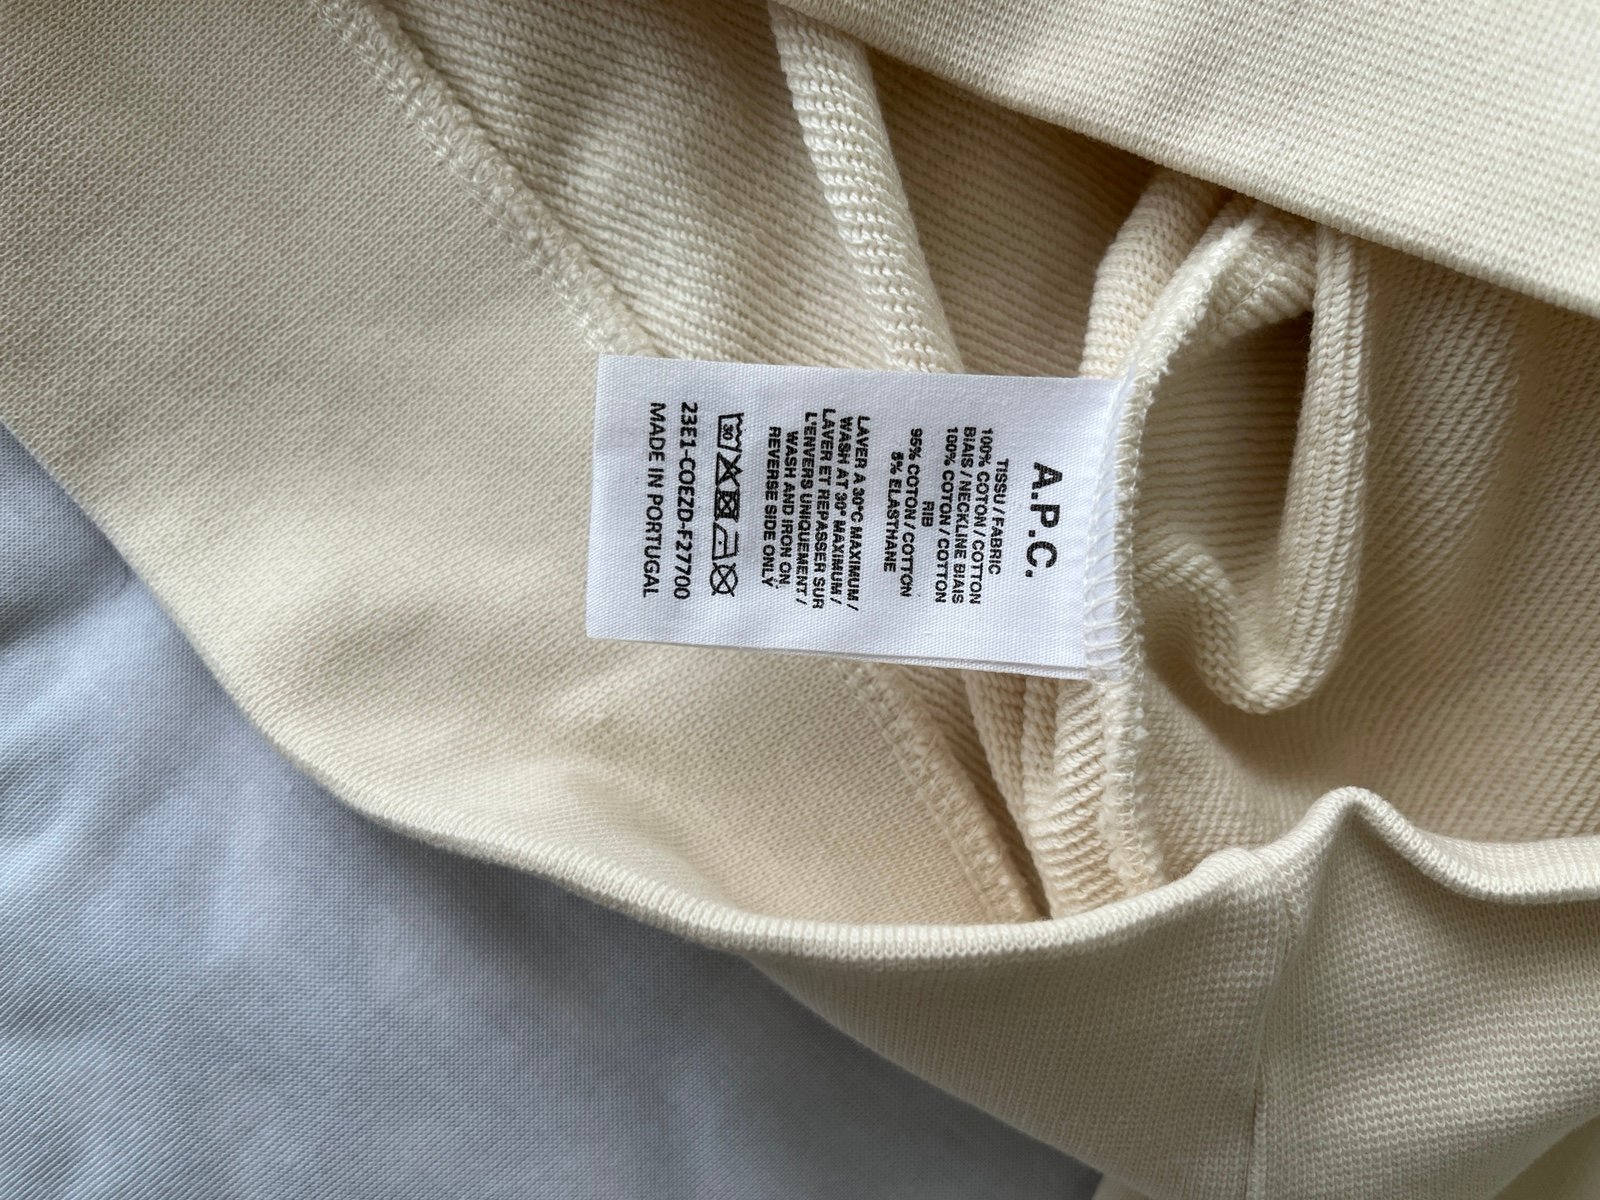 A.P.C.
TISSU / FABRIC
100% COTON / COTTON
BIAIS / NECKLINE BIAIS
100% COTON / COTTON
RIB
95% COTON / COTTON
5% ELASTHANE
LAVER A 30°C MAXIMUM /
WASH AT 30° MAXIMUM /
LAVER ET REPASSER SUR
L'ENVERS UNIQUEMENT /
WASH AND IRON ON
REVERSE SIDE ONLY
30
23E1-COEZD-F27700
MADE IN PORTUGAL